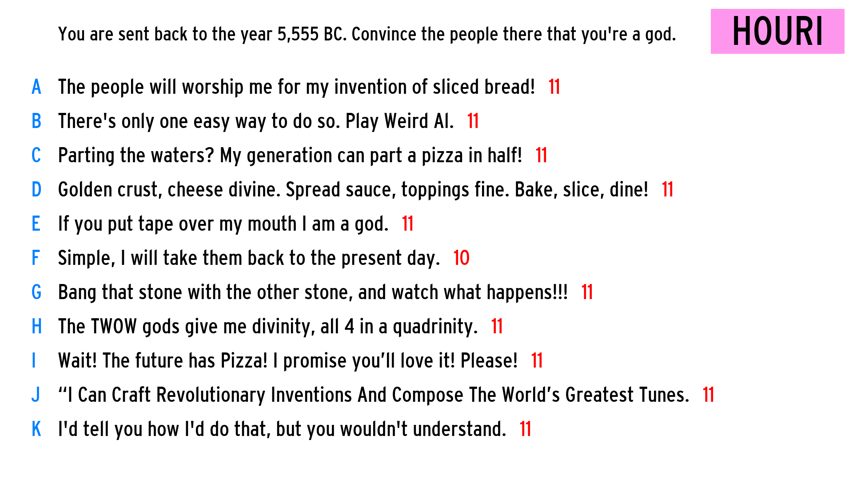 You are sent back to the year 5,555 BC. Convince the people there that you're a god.
HOURI
A The people will worship me for my invention of sliced bread! 11
B There's only one easy way to do so. Play Weird Al. 11
C Parting the waters? My generation can part a pizza in half! 11
D Golden crust, cheese divine. Spread sauce, toppings fine. Bake, slice, dine! 11
E If you put tape over my mouth I am a god. 11
F Simple, I will take them back to the present day. 10
G Bang that stone with the other stone, and watch what happens!!! 11
H The TWOW gods give me divinity, all 4 in a quadrinity. 11
I Wait! The future has Pizza! I promise you’ll love it! Please! 11
J “I Can Craft Revolutionary Inventions And Compose The World’s Greatest Tunes. 11
K I'd tell you how I'd do that, but you wouldn't understand. 11